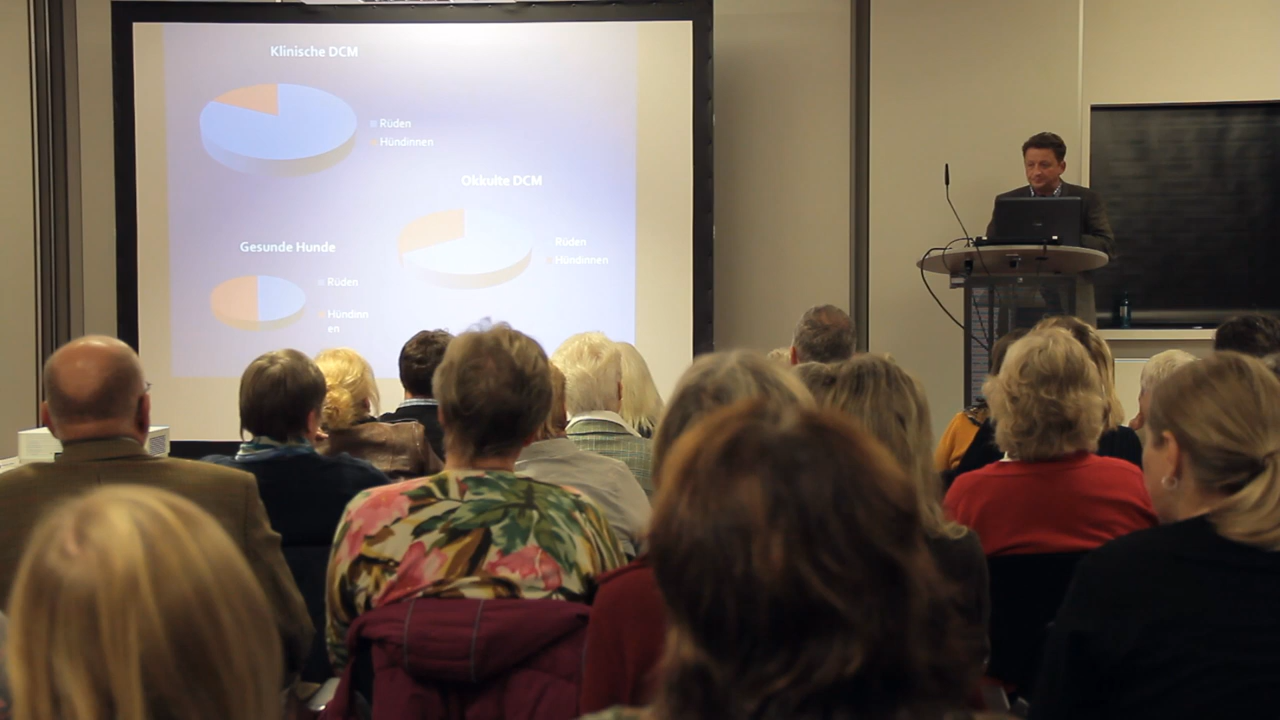 Klinische DCM
Rüden
Hündinnen
Okkulte DCM
Rüden
Hündinnen
Gesunde Hunde
Rüden
Hündinn
en